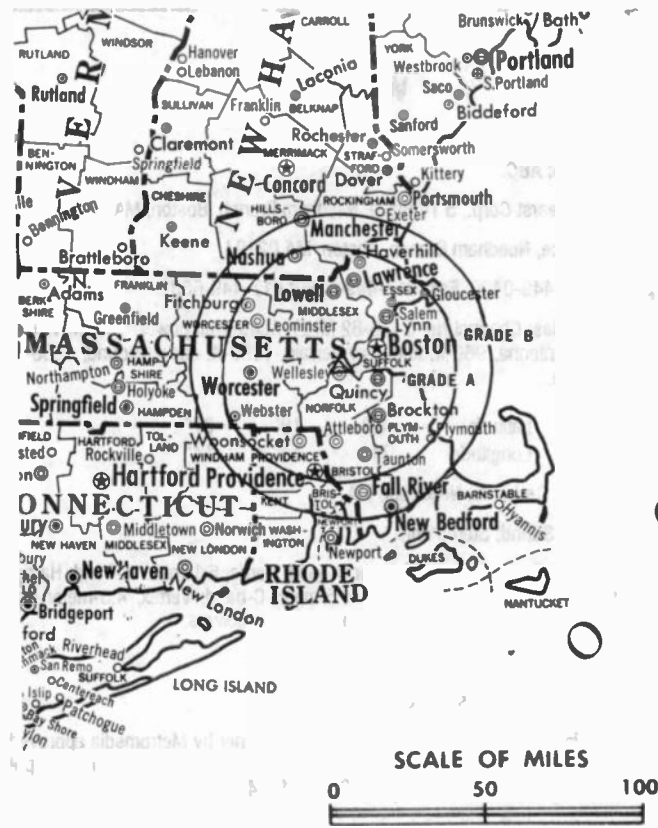 CARROLL
Brunswick Bath
RUTLAND
WINDSOR
Hanover
Lebanon
YORK
Westbrook
Portland
S.Portland
Rutland
Laconia
Saco
Biddeford
SULLIVAN
Franklin
BELKNAP
Sanford
VER
NEW HA
Claremont
Rochester
MERRIMACK
STRAF-
FORD
Somersworth
BEN-
NINGTON
Springfield
WINDHAM
Concord
Dover
Kittery
CHESHIRE
ROCKINGHAM
Portsmouth
HILLS-
BORO
Exeter
Bennington
Manchester
Keene
Brattleboro
Nashua
Haverhill
Lawrence
N.
Adams
FRANKLIN
Fitchburg
Lowell
ESSEX
Gloucester
BERK
SHIRE
Greenfield
MIDDLESEX
WORCESTER
Leominster
Salem
Lynn
GRADE B
MASSACHUSETTS
Boston
HAMP-
SHIRE
SUFFOLK
Northampton
Wellesley
GRADE A
Holyoke
Worcester
Quincy
Springfield
HAMPDEN
Webster
NORFOLK
Brockton
HARTFORD
TOL-
LAND
Woonsocket
Attleboro
PLYM-
OUTH
Plymouth
Rockville
WINDHAM
PROVIDENCE
Taunton
Hartford
Providence
BRISTOL
BRIS-
TOL
Fall River
BARNSTABLE
ONNECTICUT
KENT
Hyannis
Middletown
Norwich
WASH-
INGTON
NEWPORT
New Bedford
NEW HAVEN
MIDDLESEX
NEW LONDON
Newport
DUKES
New Haven
RHODE
ISLAND
NANTUCKET
New London
Bridgeport
Riverhead
San Remo
SUFFOLK
LONG ISLAND
Centereach
Islip
Patchogue
Bay Shore
SCALE OF MILES
0 50 100